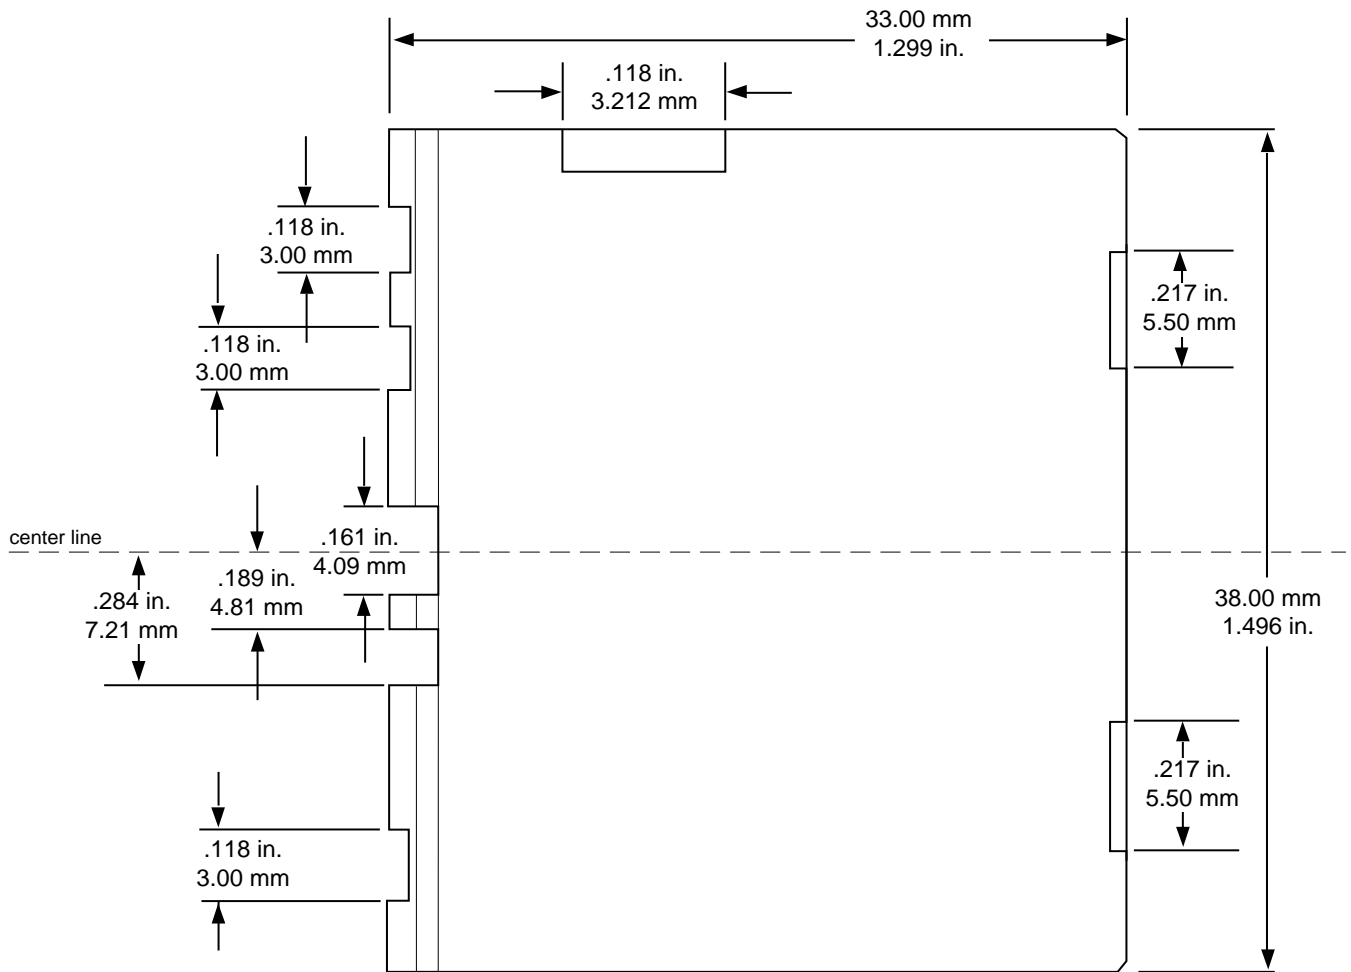 33.00 mm
1.299 in.
.118 in.
3.212 mm
.118 in.
3.00 mm
.217 in.
5.50 mm
.118 in.
3.00 mm
center line
.161 in.
4.09 mm
.189 in.
4.81 mm
.284 in.
7.21 mm
38.00 mm
1.496 in.
.217 in.
5.50 mm
.118 in.
3.00 mm